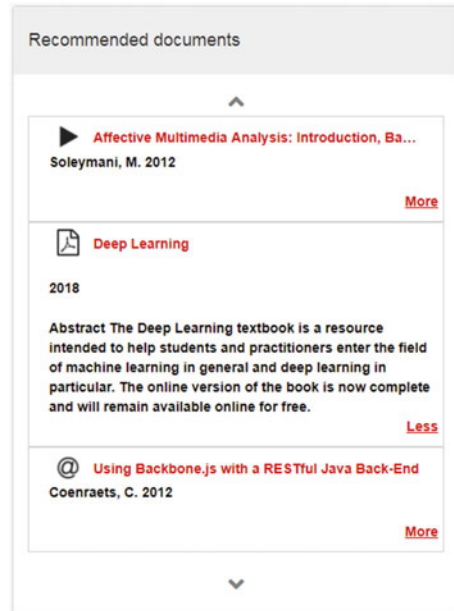 Recommended documents
Affective Multimedia Analysis: Introduction, Ba...
Soleymani, M. 2012
More
Deep Learning
2018
Abstract The Deep Learning textbook is a resource
intended to help students and practitioners enter the field
of machine learning in general and deep learning in
particular. The online version of the book is now complete
and will remain available online for free.
Less
@ Using Backbone.js with a RESTful Java Back-End
Coenraets, C. 2012
More